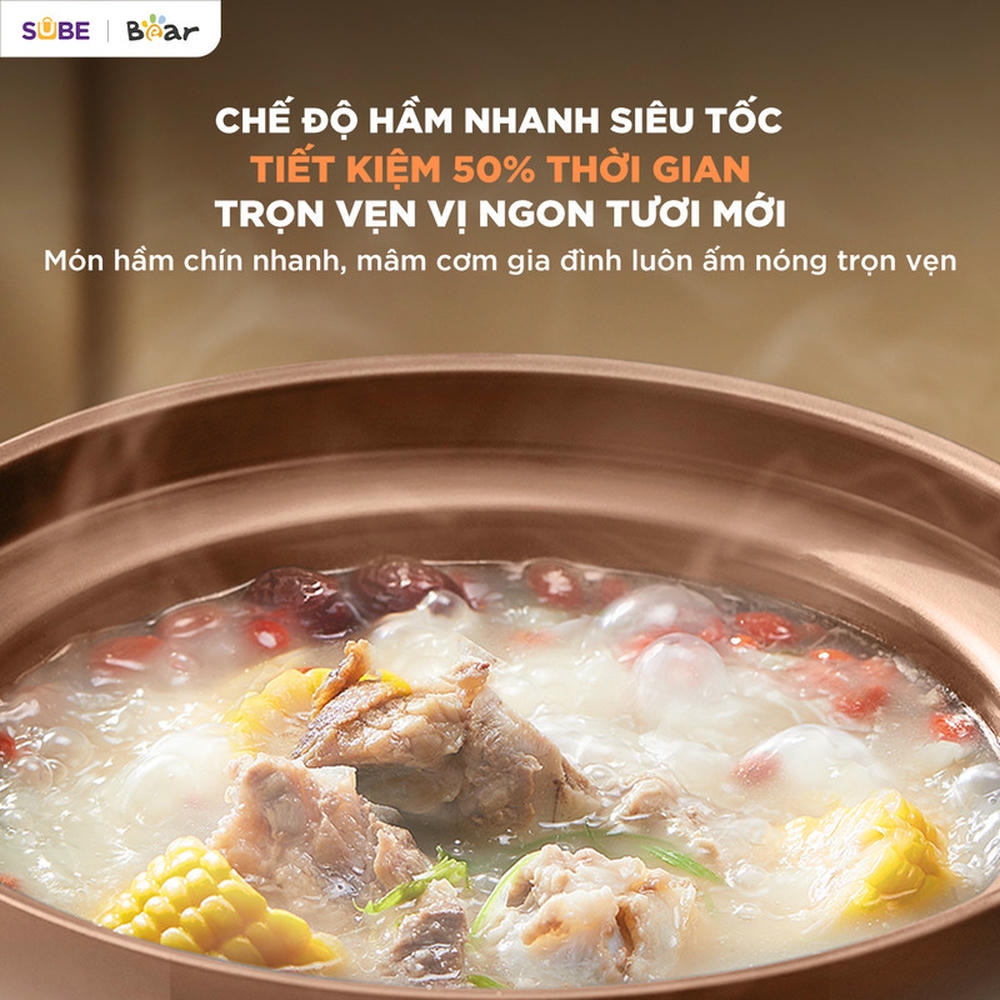 SUBE | Bear
CHẾ ĐỘ HẦM NHANH SIÊU TỐC
TIẾT KIỆM 50% THỜI GIAN
TRỌN VẸN VỊ NGON TƯƠI MỚI
Món hầm chín nhanh, mâm cơm gia đình luôn ấm nóng trọn vẹn